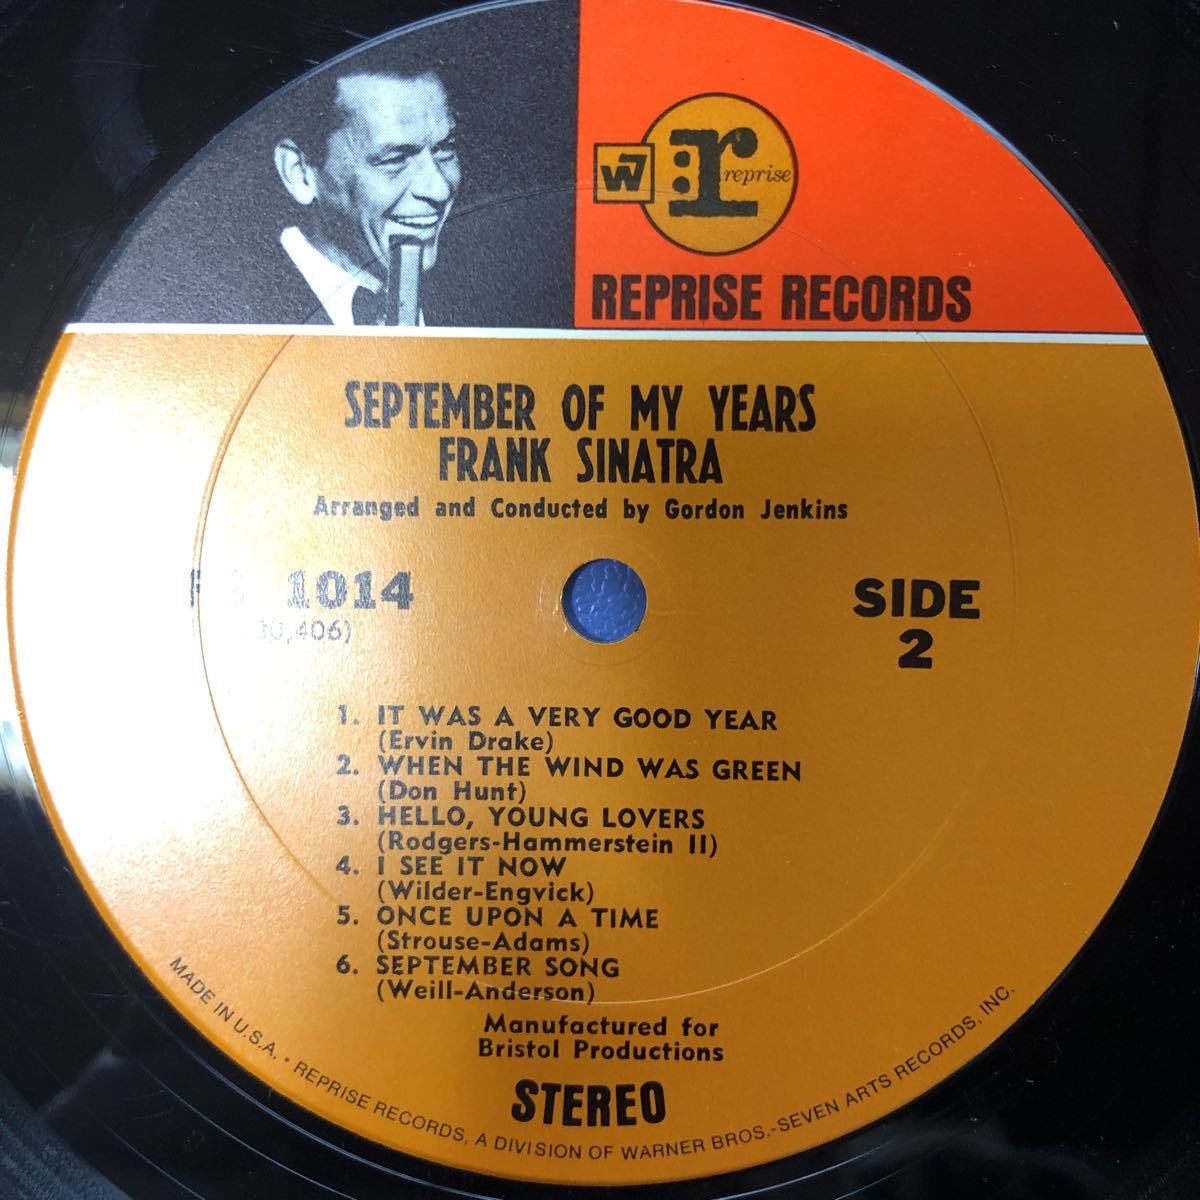 W7
r reprise
REPRISE RECORDS
SEPTEMBER OF MY YEARS
FRANK SINATRA
Arranged and Conducted by Gordon Jenkins
1014
SIDE
2
1. IT WAS A VERY GOOD YEAR
(Ervin Drake)
2. WHEN THE WIND WAS GREEN
(Don Hunt)
3. HELLO, YOUNG LOVERS
(Rodgers-Hammerstein II)
4. I SEE IT NOW
(Wilder-Engvick)
5. ONCE UPON A TIME
(Strouse-Adams)
6. SEPTEMBER SONG
(Weill-Anderson)
Manufactured for
Bristol Productions
STEREO
MADE IN U.S.A. • REPRISE RECORDS, A DIVISION OF WARNER BROS.-SEVEN ARTS RECORDS, INC.